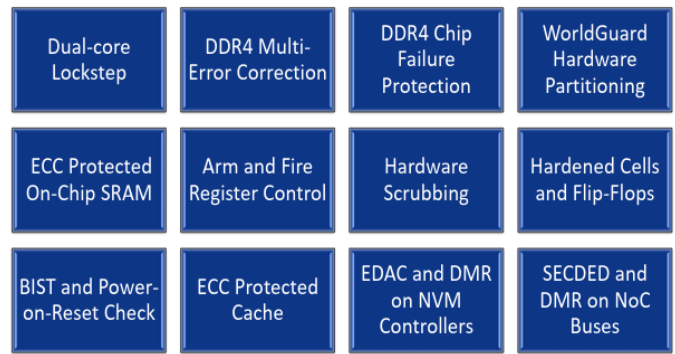 Dual-core
Lockstep
DDR4 Multi-
Error Correction
DDR4 Chip
Failure
Protection
WorldGuard
Hardware
Partitioning
ECC Protected
On-Chip SRAM
Arm and Fire
Register Control
Hardware
Scrubbing
Hardened Cells
and Flip-Flops
BIST and Power-
on-Reset Check
ECC Protected
Cache
EDAC and DMR
on NVM
Controllers
SECDED and
DMR on NoC
Buses